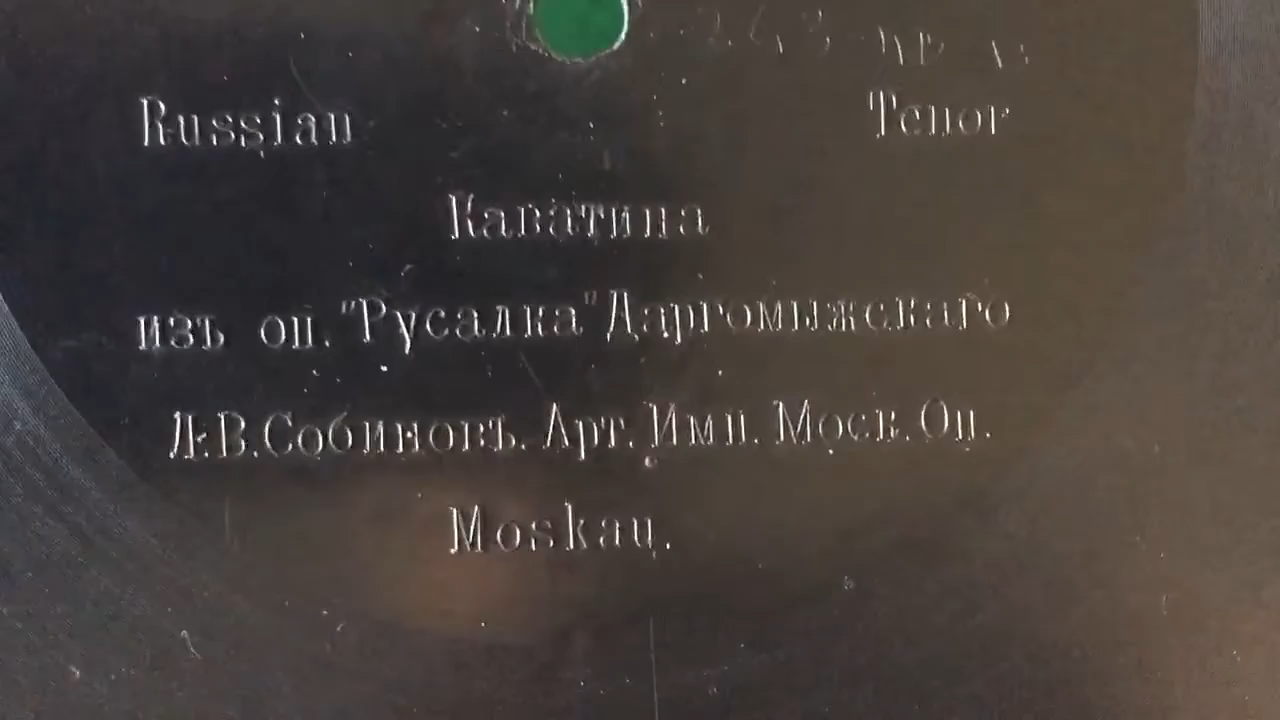 Russian Tenor
Каватина
изъ оп. "Русалка" Даргомыжскаго
Л.В.Собиновъ. Арт. Имп. Моск. Оп.
Moskau.